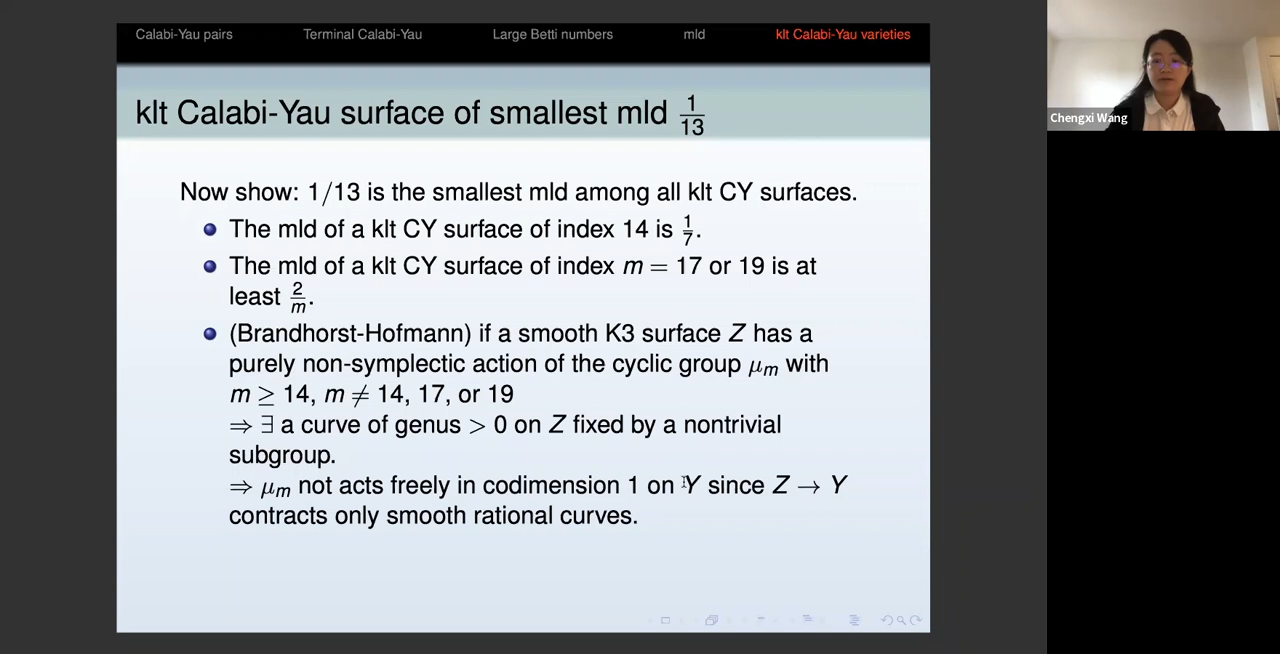 Calabi-Yau pairs Terminal Calabi-Yau Large Betti numbers mld klt Calabi-Yau varieties
klt Calabi-Yau surface of smallest mld 1/13
Chengxi Wang
Now show: 1/13 is the smallest mld among all klt CY surfaces.
The mld of a klt CY surface of index 14 is 1/7.
The mld of a klt CY surface of index m = 17 or 19 is at
least 2/m.
(Brandhorst-Hofmann) if a smooth K3 surface Z has a
purely non-symplectic action of the cyclic group μm with
m ≥ 14, m ≠ 14, 17, or 19
⇒ ∃ a curve of genus > 0 on Z fixed by a nontrivial
subgroup.
⇒ μm not acts freely in codimension 1 on Y since Z → Y
contracts only smooth rational curves.